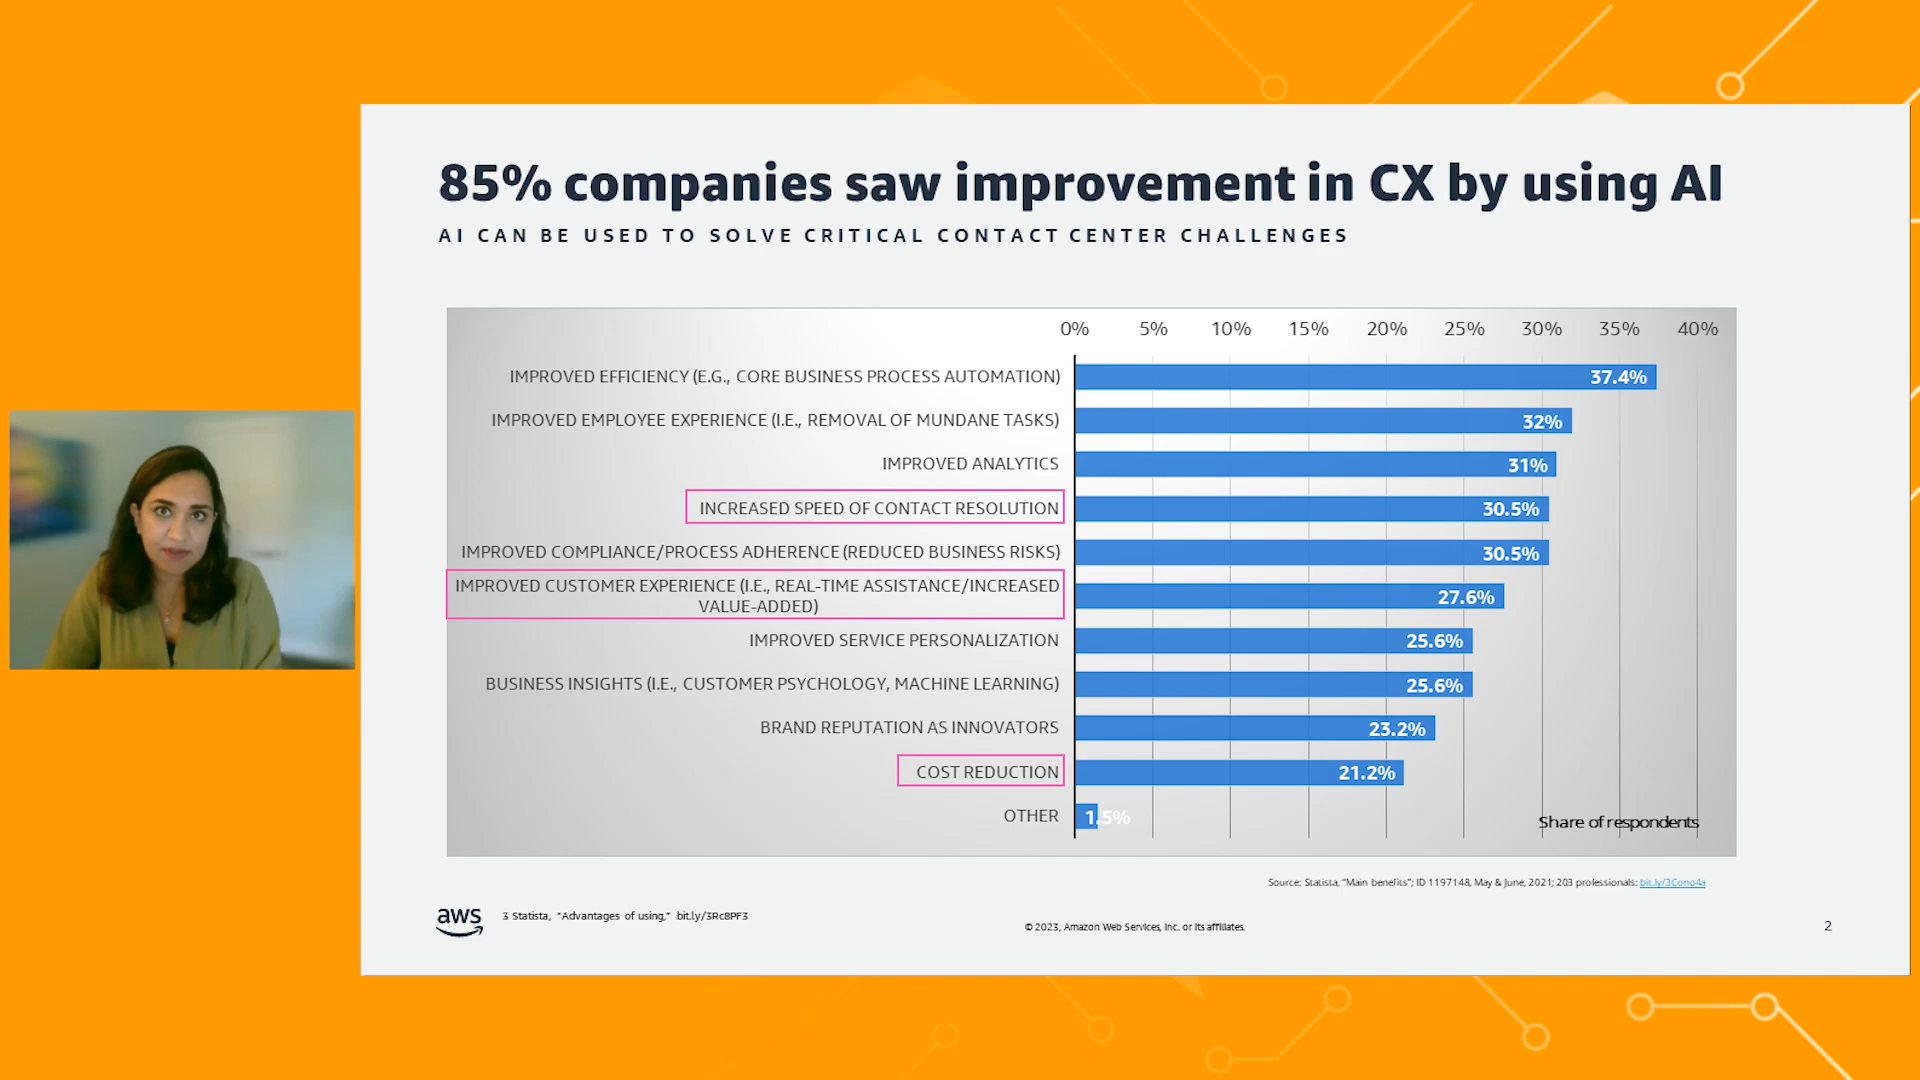 85% companies saw improvement in CX by using AI
AI CAN BE USED TO SOLVE CRITICAL CONTACT CENTER CHALLENGES
0% 5% 10% 15% 20% 25% 30% 35% 40%
IMPROVED EFFICIENCY (E.G., CORE BUSINESS PROCESS AUTOMATION) 37.4%
IMPROVED EMPLOYEE EXPERIENCE (I.E., REMOVAL OF MUNDANE TASKS) 32%
IMPROVED ANALYTICS 31%
INCREASED SPEED OF CONTACT RESOLUTION 30.5%
IMPROVED COMPLIANCE/PROCESS ADHERENCE (REDUCED BUSINESS RISKS) 30.5%
IMPROVED CUSTOMER EXPERIENCE (I.E., REAL-TIME ASSISTANCE/INCREASED
VALUE-ADDED) 27.6%
IMPROVED SERVICE PERSONALIZATION 25.6%
BUSINESS INSIGHTS (I.E., CUSTOMER PSYCHOLOGY, MACHINE LEARNING) 25.6%
BRAND REPUTATION AS INNOVATORS 23.2%
COST REDUCTION 21.2%
OTHER 1.5%
Share of respondents
Source: Statista, "Main benefits"; ID 1197148, May & June, 2021; 203 professionals: bit.ly/3Cono4a
aws
3 Statista, "Advantages of using," bit.ly/3Rc8PF3
© 2023, Amazon Web Services, Inc. or its affiliates.
2